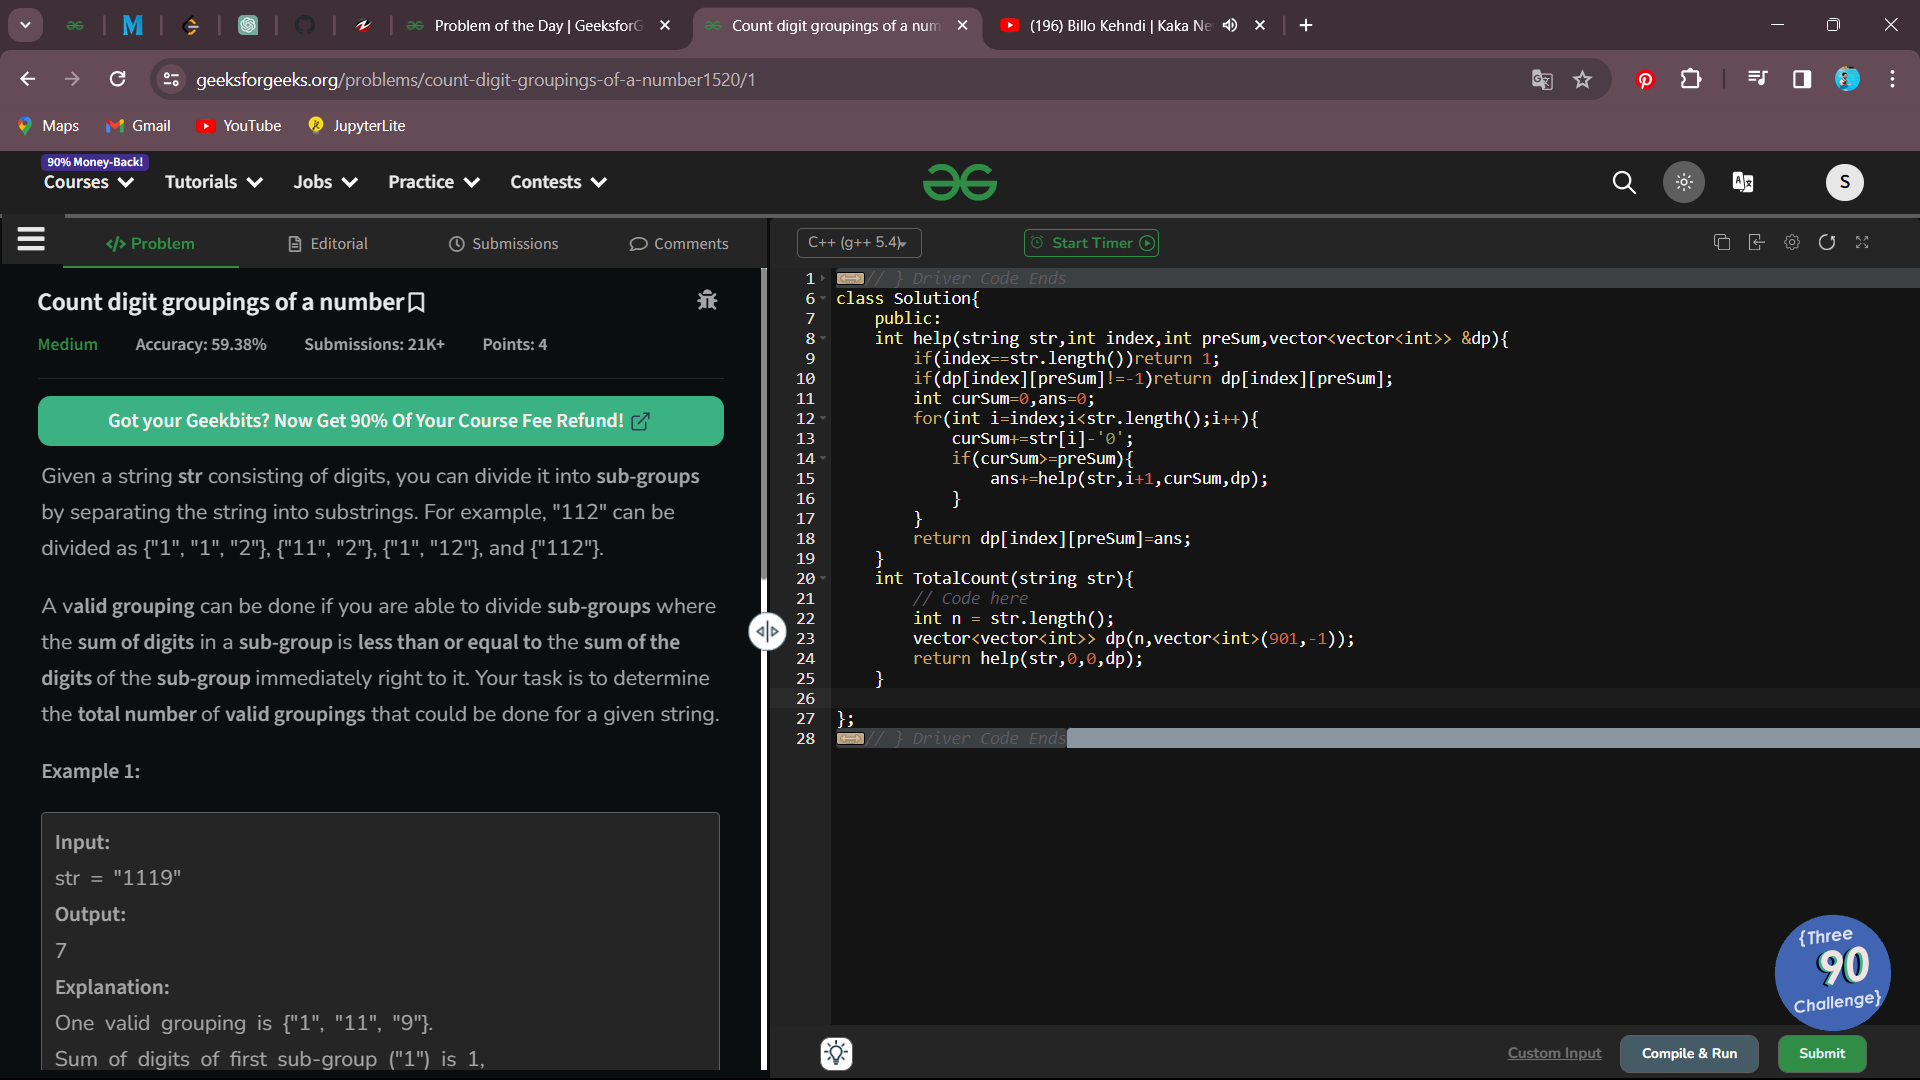 Problem of the Day | GeeksforG
Count digit groupings of a num
(196) Billo Kehndi | Kaka Ne
geeksforgeeks.org/problems/count-digit-groupings-of-a-number1520/1
Maps
Gmail
YouTube
JupyterLite
90% Money-Back!
Courses
Tutorials
Jobs
Practice
Contests
S
</> Problem
Editorial
Submissions
Comments
C++ (g++ 5.4)
Start Timer
Count digit groupings of a number
Medium Accuracy: 59.38% Submissions: 21K+ Points: 4
Got your Geekbits? Now Get 90% Of Your Course Fee Refund!
Given a string str consisting of digits, you can divide it into sub-groups
by separating the string into substrings. For example, "112" can be
divided as {"1", "1", "2"}, {"11", "2"}, {"1", "12"}, and {"112"}.
A valid grouping can be done if you are able to divide sub-groups where
the sum of digits in a sub-group is less than or equal to the sum of the
digits of the sub-group immediately right to it. Your task is to determine
the total number of valid groupings that could be done for a given string.
Example 1:
Input:
str = "1119"
Output:
7
Explanation:
One valid grouping is {"1", "11", "9"}.
Sum of digits of first sub-group ("1") is 1,
1 // } Driver Code Ends
6 class Solution{
7 public:
8 int help(string str,int index,int preSum,vector<vector<int>> &dp){
9 if(index==str.length())return 1;
10 if(dp[index][preSum]!=-1)return dp[index][preSum];
11 int curSum=0,ans=0;
12 for(int i=index;i<str.length();i++){
13 curSum+=str[i]-'0';
14 if(curSum>=preSum){
15 ans+=help(str,i+1,curSum,dp);
16 }
17 }
18 return dp[index][preSum]=ans;
19 }
20 int TotalCount(string str){
21 // Code here
22 int n = str.length();
23 vector<vector<int>> dp(n,vector<int>(901,-1));
24 return help(str,0,0,dp);
25 }
26
27 };
28 // } Driver Code Ends
{Three
90
Challenge}
Custom Input
Compile & Run
Submit